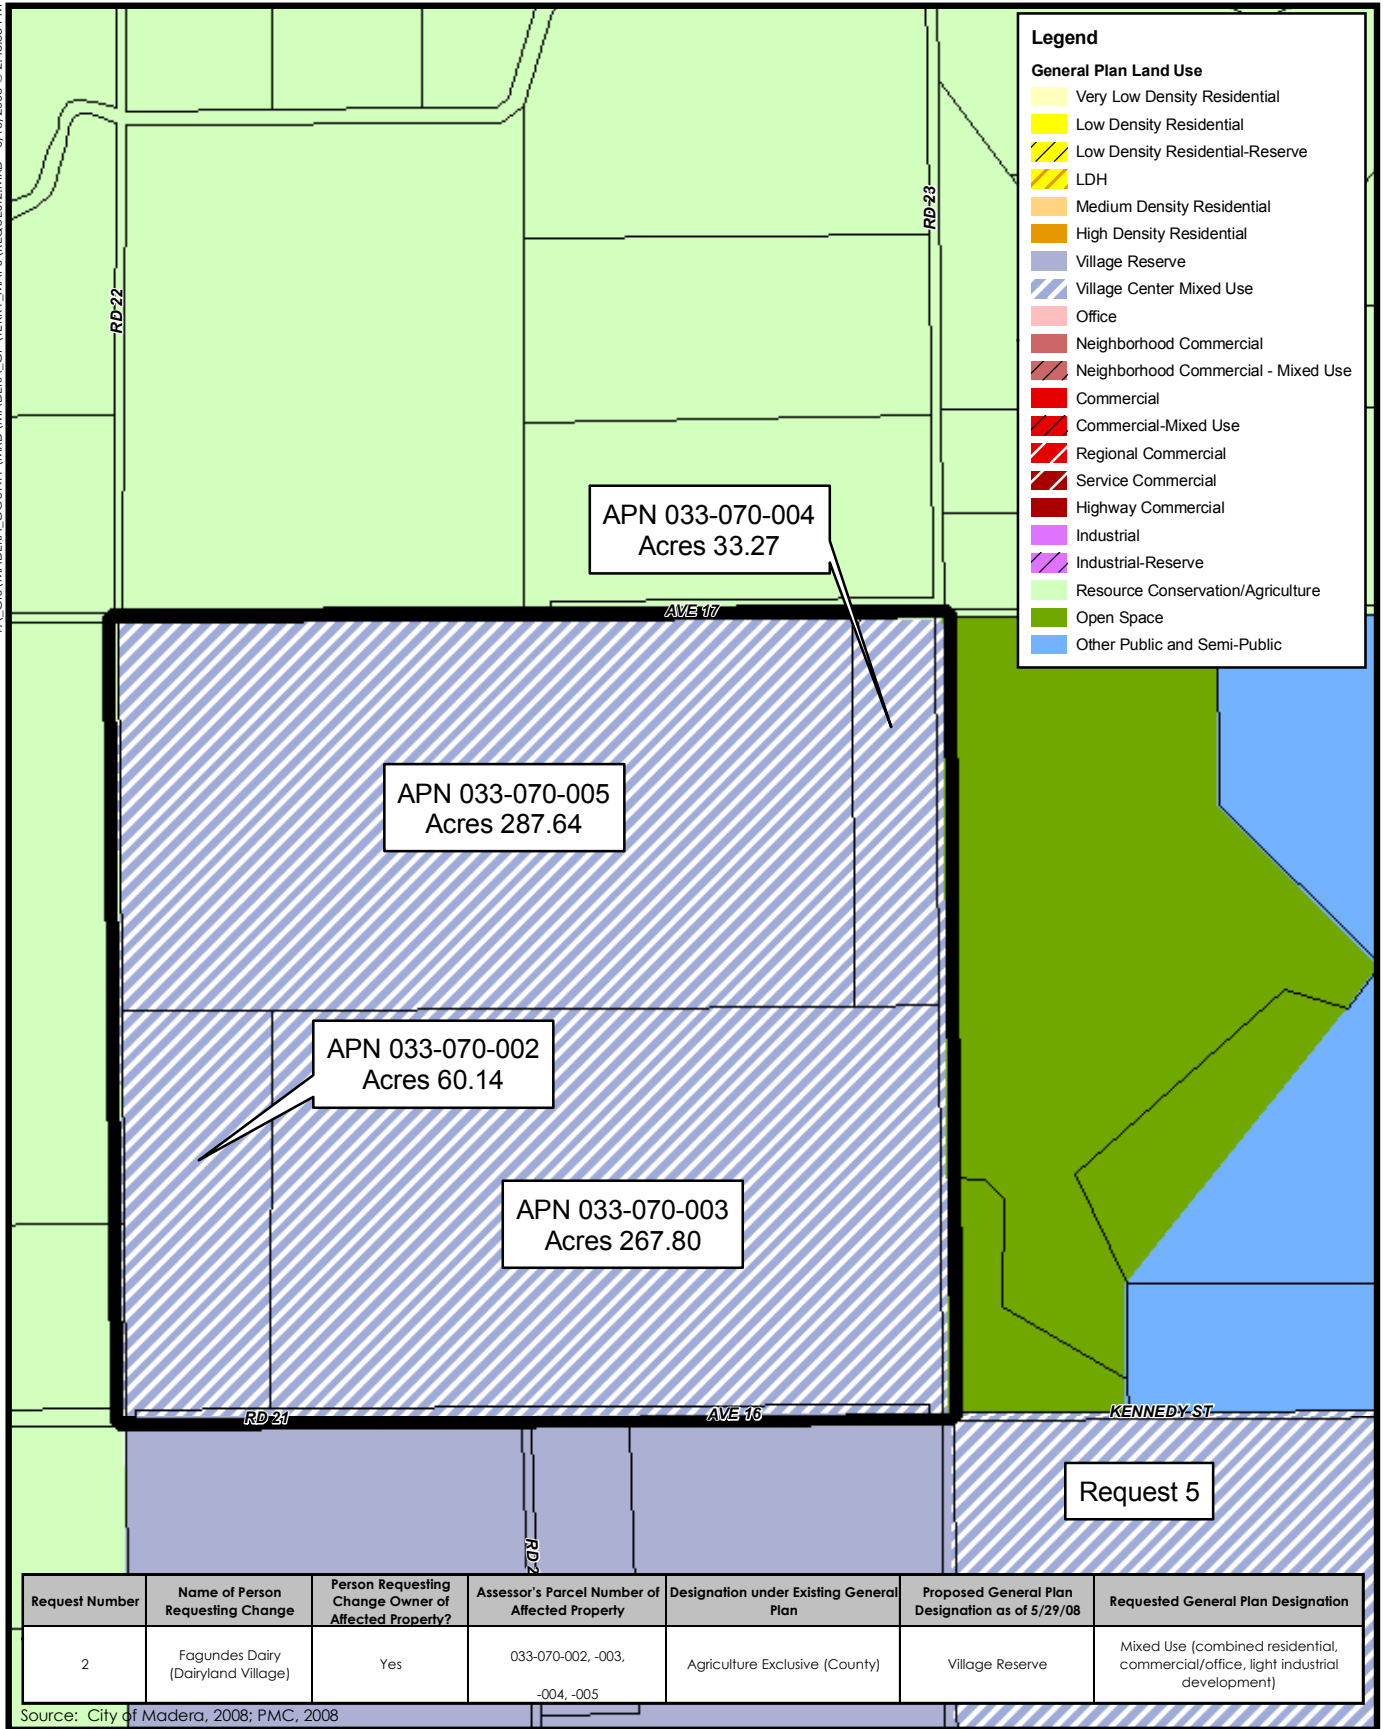 Legend
General Plan Land Use
Very Low Density Residential
Low Density Residential
Low Density Residential-Reserve
LDH
Medium Density Residential
High Density Residential
Village Reserve
Village Center Mixed Use
Office
Neighborhood Commercial
Neighborhood Commercial - Mixed Use
Commercial
Commercial-Mixed Use
Regional Commercial
Service Commercial
Highway Commercial
Industrial
Industrial-Reserve
Resource Conservation/Agriculture
Open Space
Other Public and Semi-Public
RD 22
RD 23
APN 033-070-004
Acres 33.27
AVE 17
APN 033-070-005
Acres 287.64
APN 033-070-002
Acres 60.14
APN 033-070-003
Acres 267.80
RD 21
AVE 16
KENNEDY ST
Request 5
RD 2
Request Number
Name of Person
Requesting Change
Person Requesting
Change Owner of
Affected Property?
Assessor's Parcel Number of
Affected Property
Designation under Existing General
Plan
Proposed General Plan
Designation as of 5/29/08
Requested General Plan Designation
2
Fagundes Dairy
(Dairyland Village)
Yes
033-070-002, -003,
-004, -005
Agriculture Exclusive (County)
Village Reserve
Mixed Use (combined residential,
commercial/office, light industrial
development)
Source: City of Madera, 2008; PMC, 2008